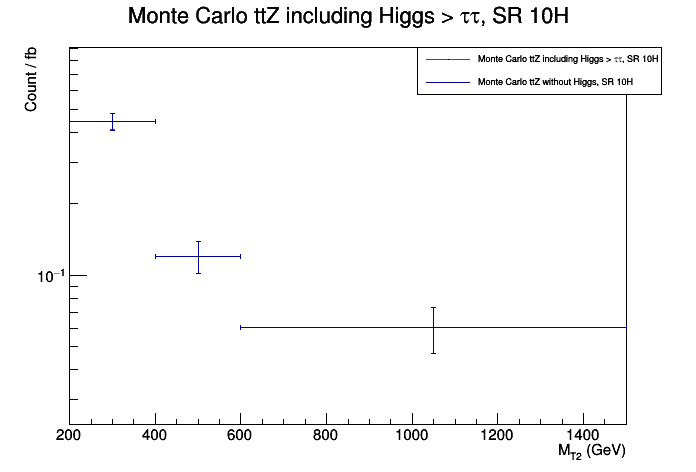 Monte Carlo ttZ including Higgs > ττ, SR 10H
Count / fb
Monte Carlo ttZ including Higgs > ττ, SR 10H
Monte Carlo ttZ without Higgs, SR 10H
10⁻¹
200 400 600 800 1000 1200 1400
M_T2 (GeV)